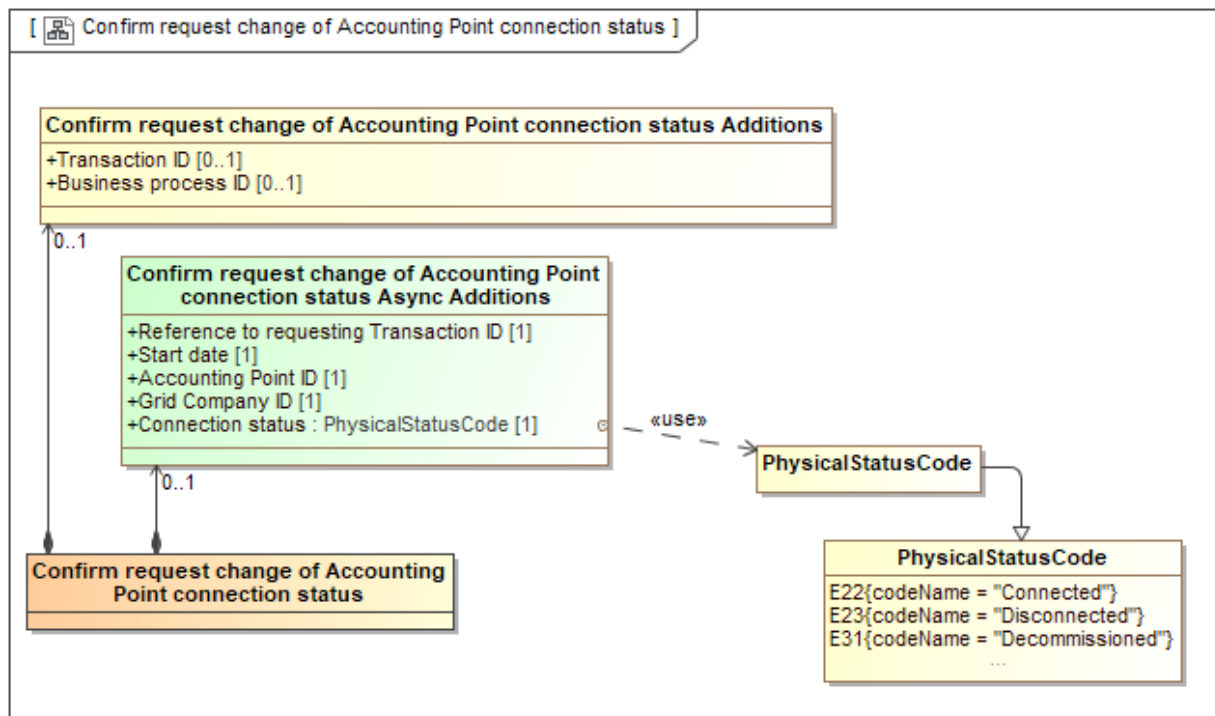 [ Confirm request change of Accounting Point connection status ]
Confirm request change of Accounting Point connection status Additions
+Transaction ID [0..1]
+Business process ID [0..1]
0..1
Confirm request change of Accounting Point
connection status Async Additions
+Reference to requesting Transaction ID [1]
+Start date [1]
+Accounting Point ID [1]
+Grid Company ID [1]
+Connection status : PhysicalStatusCode [1]
«use»
PhysicalStatusCode
0..1
Confirm request change of Accounting
Point connection status
PhysicalStatusCode
E22{codeName = "Connected"}
E23{codeName = "Disconnected"}
E31{codeName = "Decommissioned"}
...